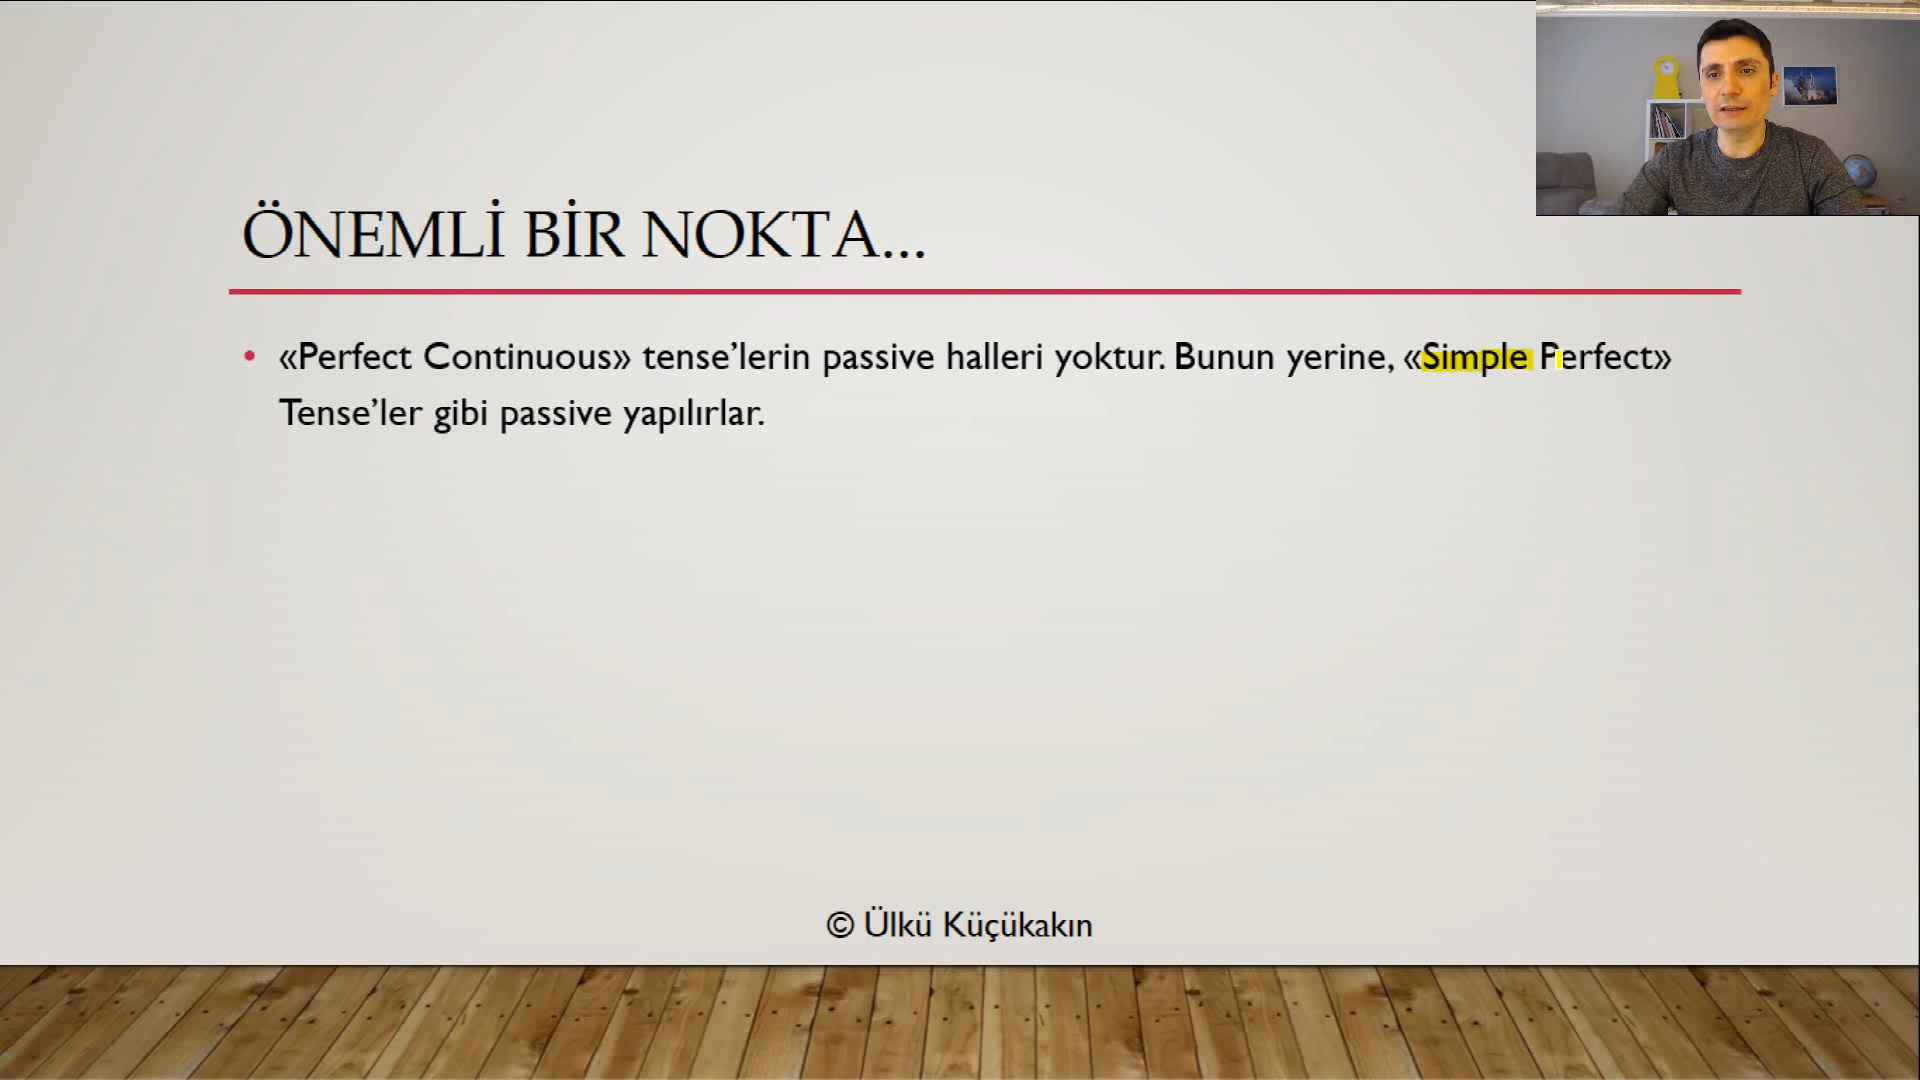 ÖNEMLİ BİR NOKTA...
• «Perfect Continuous» tense’lerin passive halleri yoktur. Bunun yerine, «Simple Perfect»
Tense’ler gibi passive yapılırlar.
© Ülkü Küçükakın